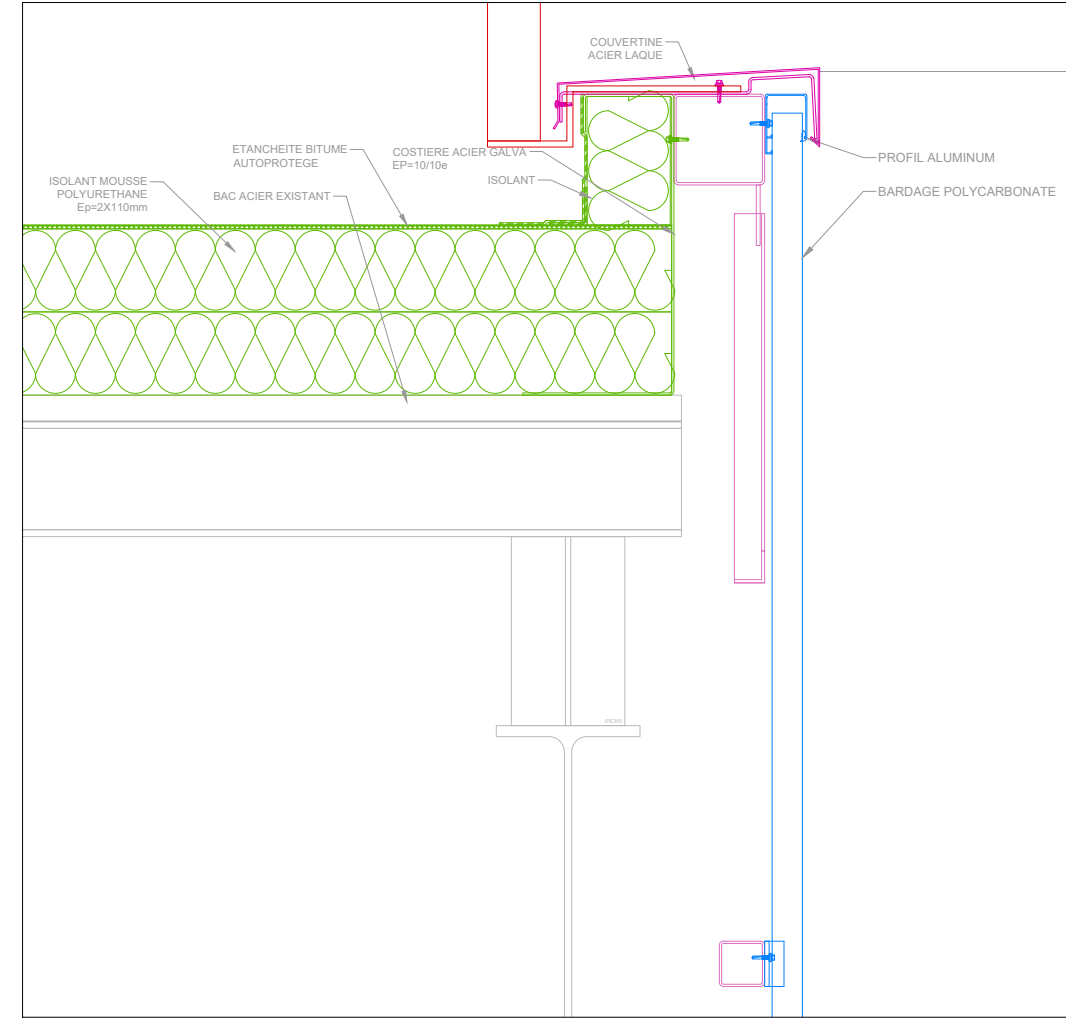 COUVERTINE
ACIER LAQUE
ETANCHEITE BITUME
AUTOPROTEGE
COSTIERE ACIER GALVA
EP=10/10e
PROFIL ALUMINUM
ISOLANT MOUSSE
POLYURETHANE
Ep=2X110mm
BAC ACIER EXISTANT
ISOLANT
BARDAGE POLYCARBONATE